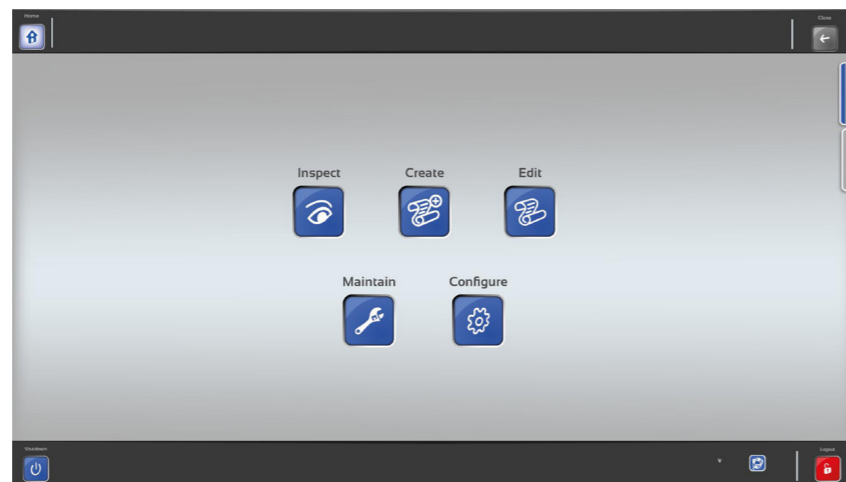 Home
Close
Inspect
Create
Edit
Maintain
Configure
Shutdown
Logout